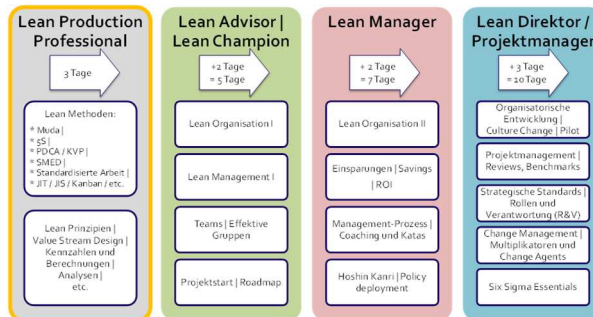 Lean Production
Professional
3 Tage
Lean Methoden:
* Muda |
* 5S |
* PDCA / KVP |
* SMED |
* Standardisierte Arbeit |
* JIT / JIS / Kanban / etc.
Lean Prinzipien |
Value Stream Design |
Kennzahlen und
Berechnungen |
Analysen |
etc.
Lean Advisor |
Lean Champion
+2 Tage
= 5 Tage
Lean Organisation I
Lean Management I
Teams | Effektive
Gruppen
Projektstart | Roadmap
Lean Manager
+ 2 Tage
= 7 Tage
Lean Organisation II
Einsparungen | Savings
| ROI
Management-Prozess |
Coaching und Katas
Hoshin Kanri | Policy
deployment
Lean Direktor /
Projektmanager
+ 3 Tage
= 10 Tage
Organisatorische
Entwicklung |
Culture Change | Pilot
Projektmanagement |
Reviews, Benchmarks
Strategische Standards |
Rollen und
Verantwortung (R&V)
Change Management |
Multiplikatoren und
Change Agents
Six Sigma Essentials